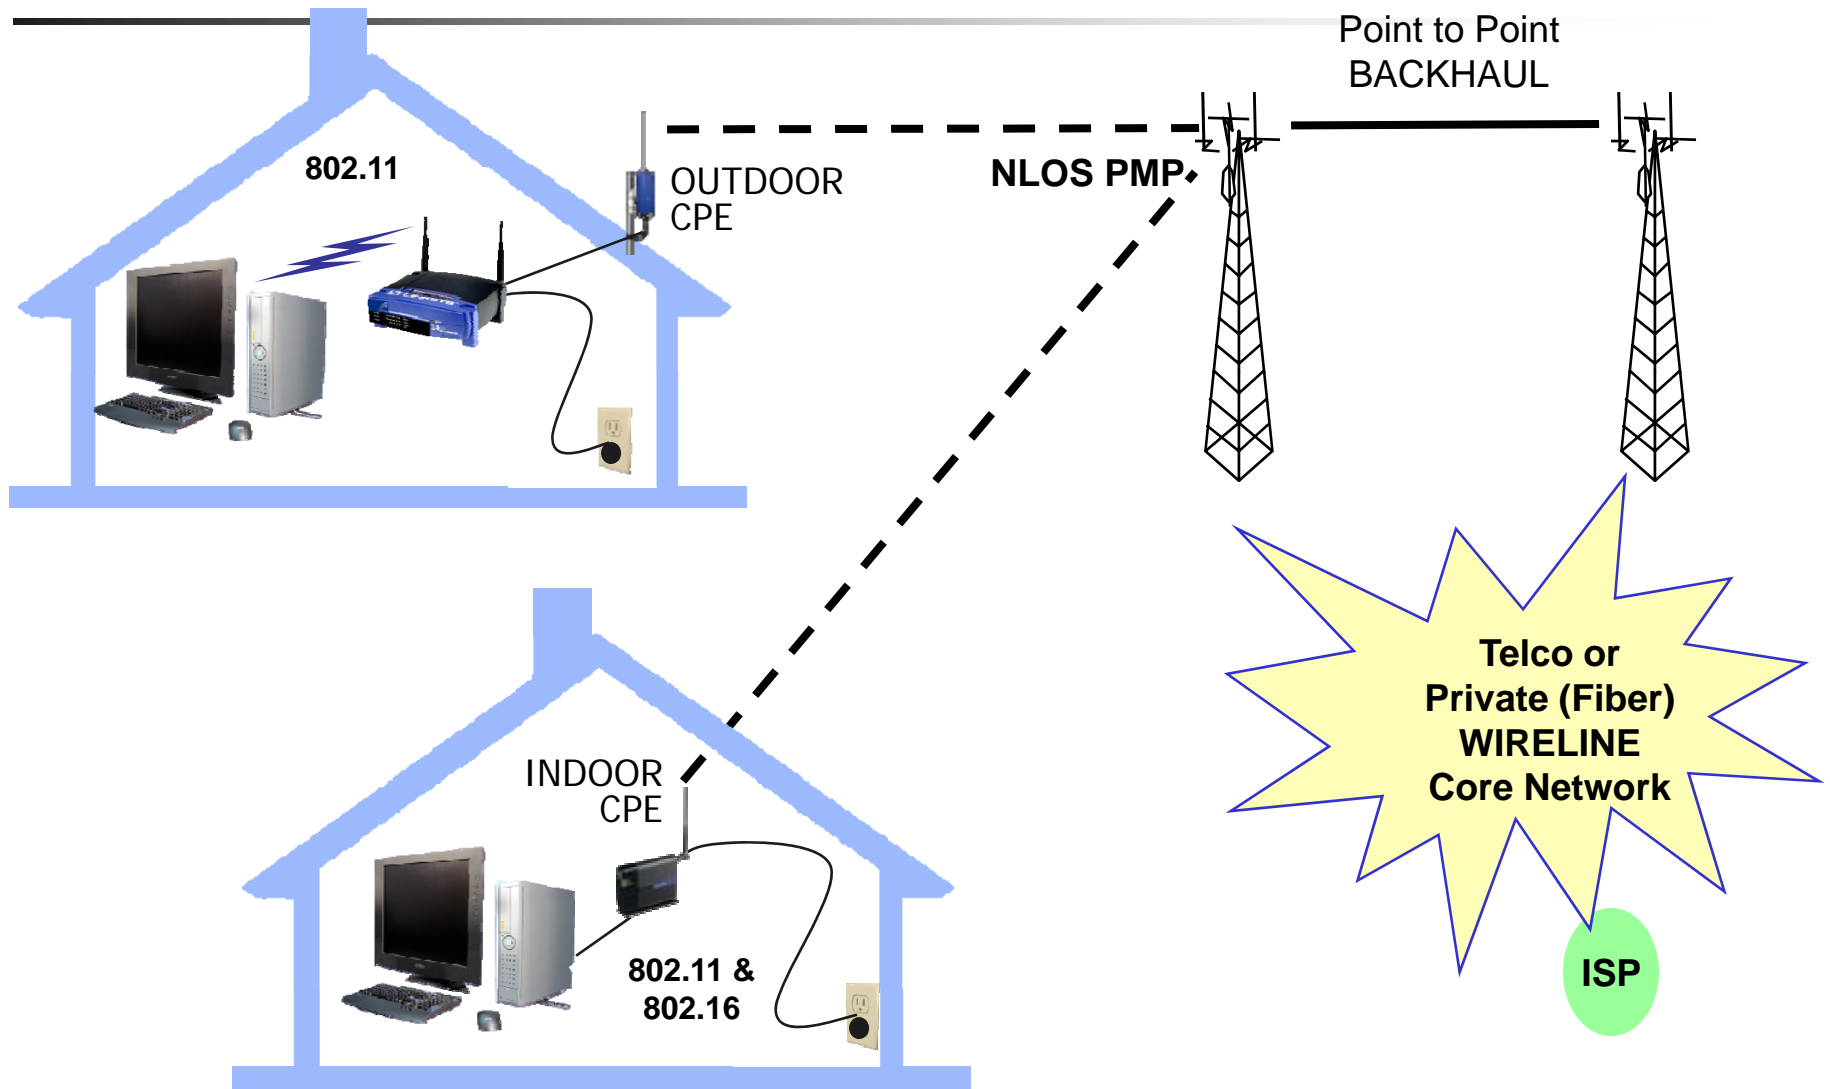 Point to Point
BACKHAUL
802.11
OUTDOOR
CPE
NLOS PMP
Telco or
Private (Fiber)
WIRELINE
Core Network
INDOOR
CPE
802.11 &
802.16
ISP